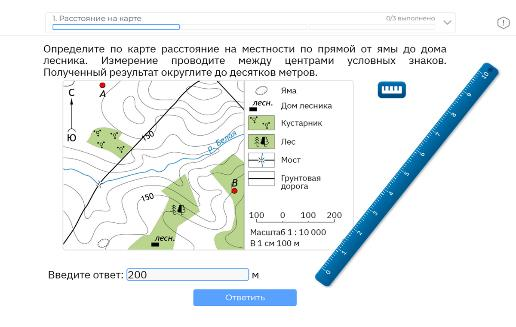 1. Расстояние на карте
0/3 выполнено
Определите по карте расстояние на местности по прямой от ямы до дома
лесника. Измерение проводите между центрами условных знаков.
Полученный результат округлите до десятков метров.
А
С
Ю
150
р. Белая
150
В
лесн.
Яма
лесн.
Дом лесника
Кустарник
Лес
Мост
Грунтовая
дорога
100 0 100 200
Масштаб 1 : 10 000
В 1 см 100 м
0 1 2 3 4 5 6 7 8 9 10
Введите ответ: 200 м
Ответить